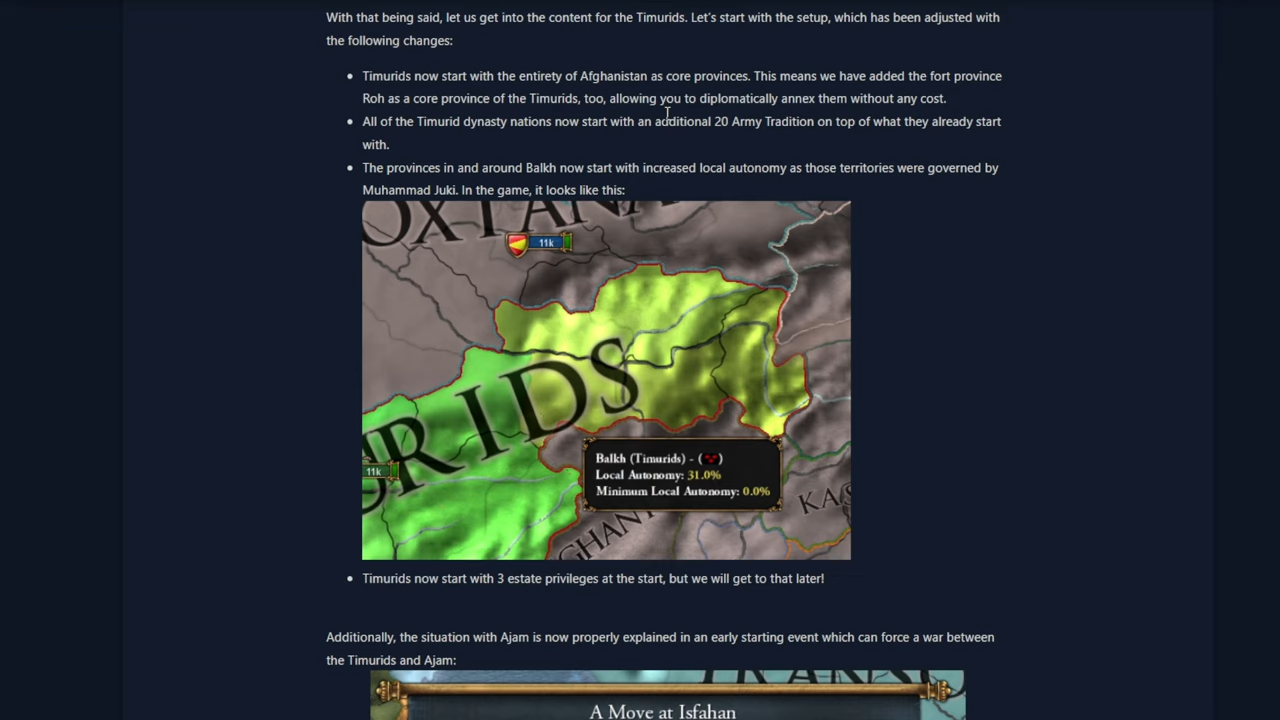 With that being said, let us get into the content for the Timurids. Let's start with the setup, which has been adjusted with
the following changes:
• Timurids now start with the entirety of Afghanistan as core provinces. This means we have added the fort province
Roh as a core province of the Timurids, too, allowing you to diplomatically annex them without any cost.
• All of the Timurid dynasty nations now start with an additional 20 Army Tradition on top of what they already start
with.
• The provinces in and around Balkh now start with increased local autonomy as those territories were governed by
Muhammad Juki. In the game, it looks like this:
OXIANA
11k
URIDS
11k
Balkh (Timurids) - ( )
Local Autonomy: 31.0%
Minimum Local Autonomy: 0.0%
GHAN
KAS
• Timurids now start with 3 estate privileges at the start, but we will get to that later!
Additionally, the situation with Ajam is now properly explained in an early starting event which can force a war between
the Timurids and Ajam:
TRANSO
A Move at Isfahan